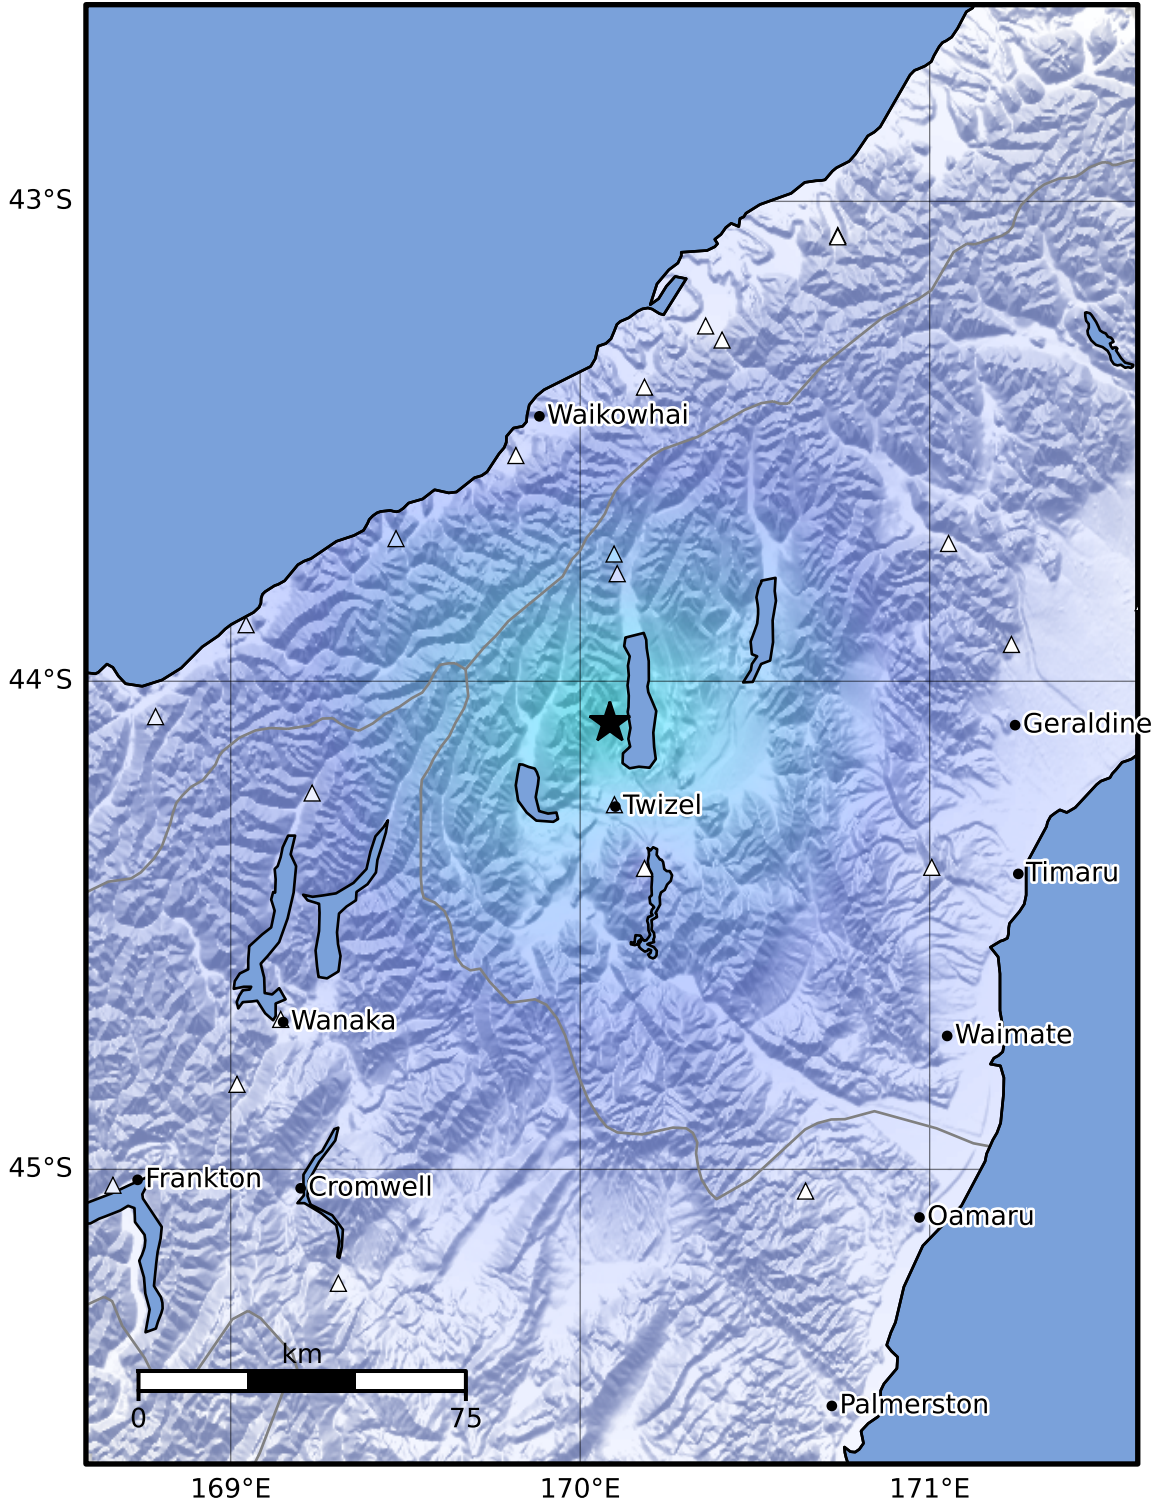 43°S
Waikowhai
44°S
Geraldine
Twizel
Timaru
Wanaka
Waimate
45°S
Frankton
Cromwell
Oamaru
km
0
75
Palmerston
169°E
170°E
171°E